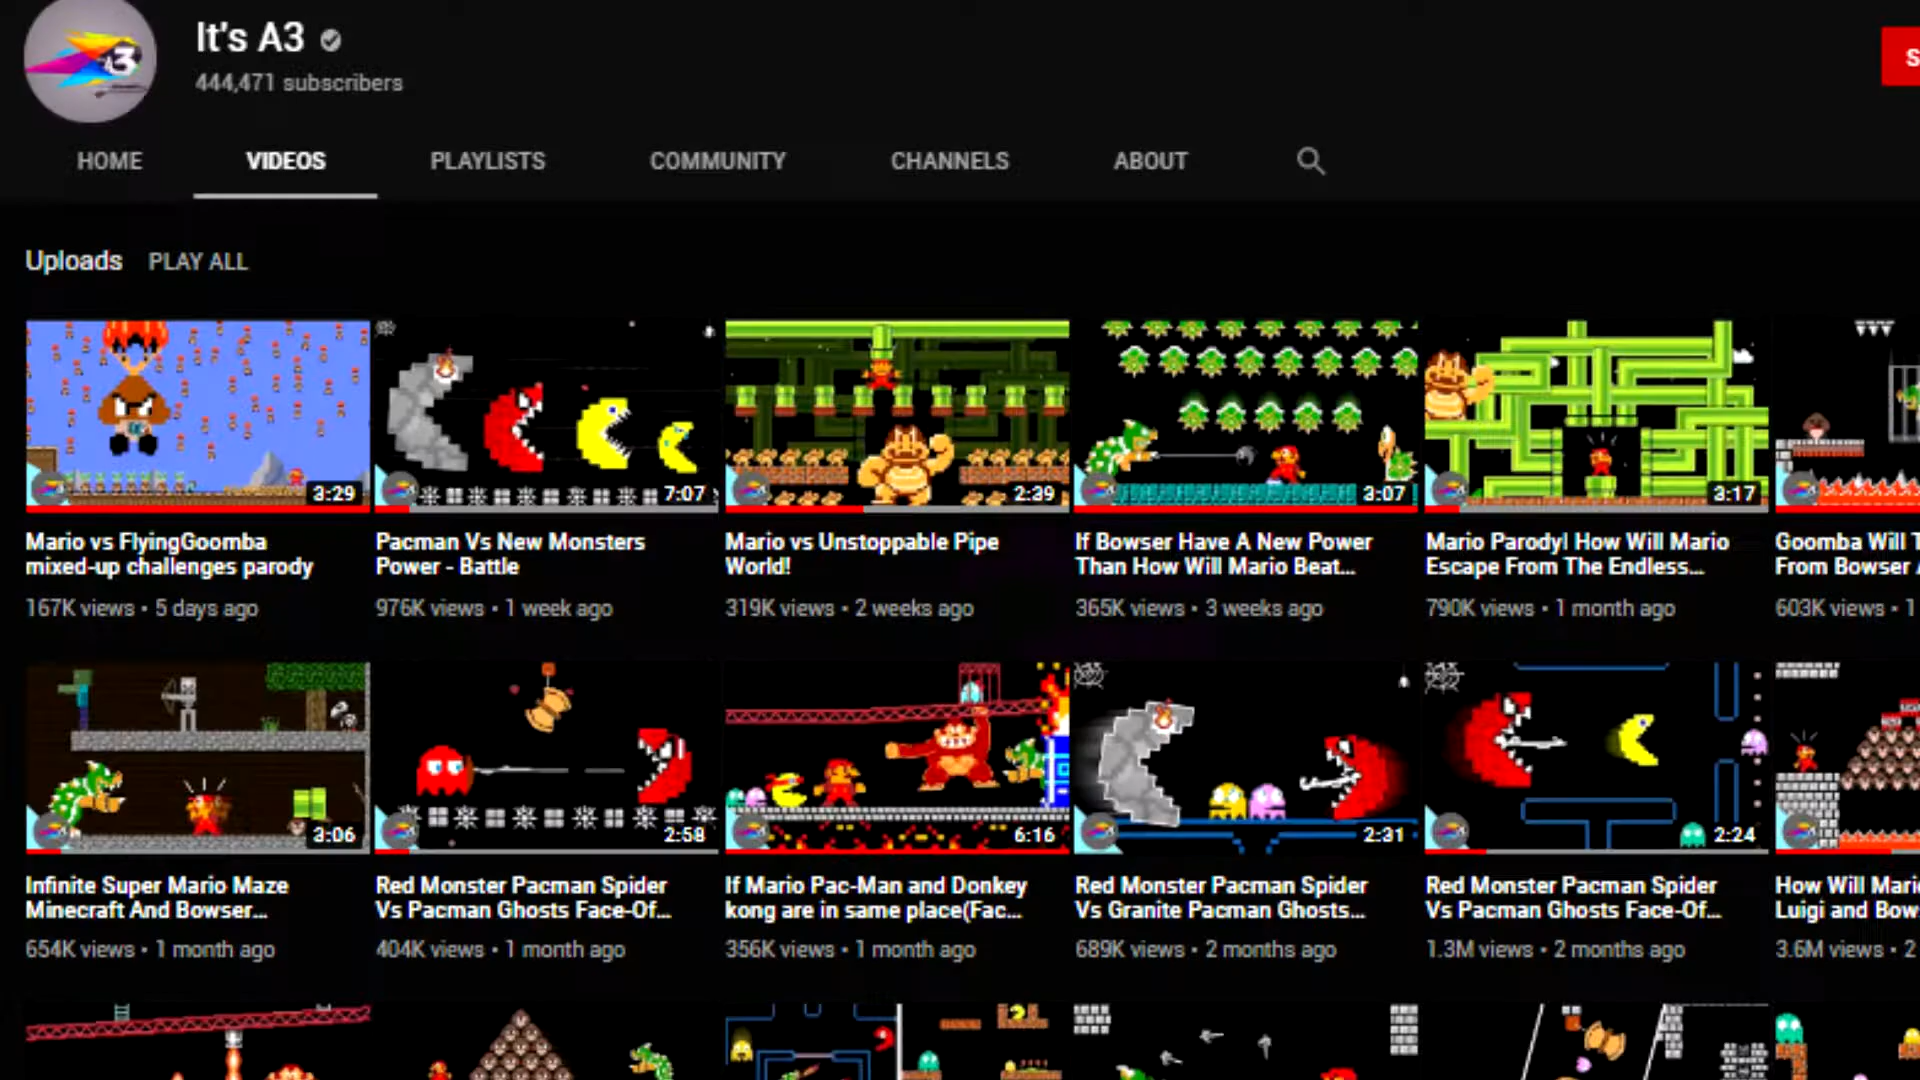 It's A3
444,471 subscribers
HOME VIDEOS PLAYLISTS COMMUNITY CHANNELS ABOUT
S
A3
Uploads PLAY ALL
3:29 7:07 2:39 3:07 3:17
Mario vs FlyingGoomba
mixed-up challenges parody
167K views • 5 days ago
Pacman Vs New Monsters
Power - Battle
976K views • 1 week ago
Mario vs Unstoppable Pipe
World!
319K views • 2 weeks ago
If Bowser Have A New Power
Than How Will Mario Beat...
365K views • 3 weeks ago
Mario Parody! How Will Mario
Escape From The Endless...
790K views • 1 month ago
Goomba Will T
From Bowser
603K views • 1
3:06 2:58 6:16 2:31 2:24
Infinite Super Mario Maze
Minecraft And Bowser...
654K views • 1 month ago
Red Monster Pacman Spider
Vs Pacman Ghosts Face-Of...
404K views • 1 month ago
If Mario Pac-Man and Donkey
kong are in same place(Fac...
356K views • 1 month ago
Red Monster Pacman Spider
Vs Granite Pacman Ghosts...
689K views • 2 months ago
Red Monster Pacman Spider
Vs Pacman Ghosts Face-Of...
1.3M views • 2 months ago
How Will Mari
Luigi and Bow
3.6M views • 2